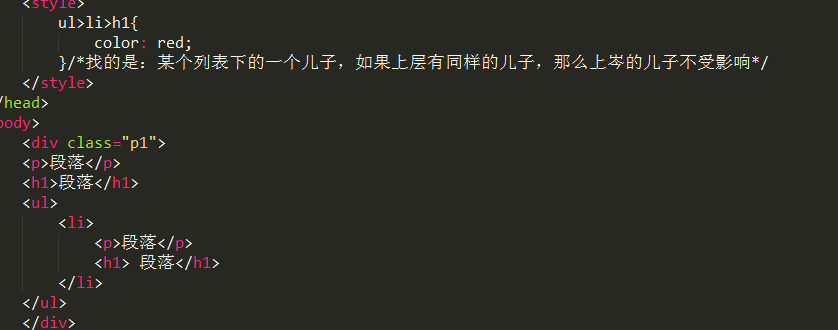 <style>
ul>li>h1{
color: red;
}/*找的是：某个列表下的一个儿子，如果上层有同样的儿子，那么上岑的儿子不受影响*/
</style>
/head>
body>
<div class="p1">
<p>段落</p>
<h1>段落</h1>
<ul>
<li>
<p>段落</p>
<h1> 段落</h1>
</li>
</ul>
</div>